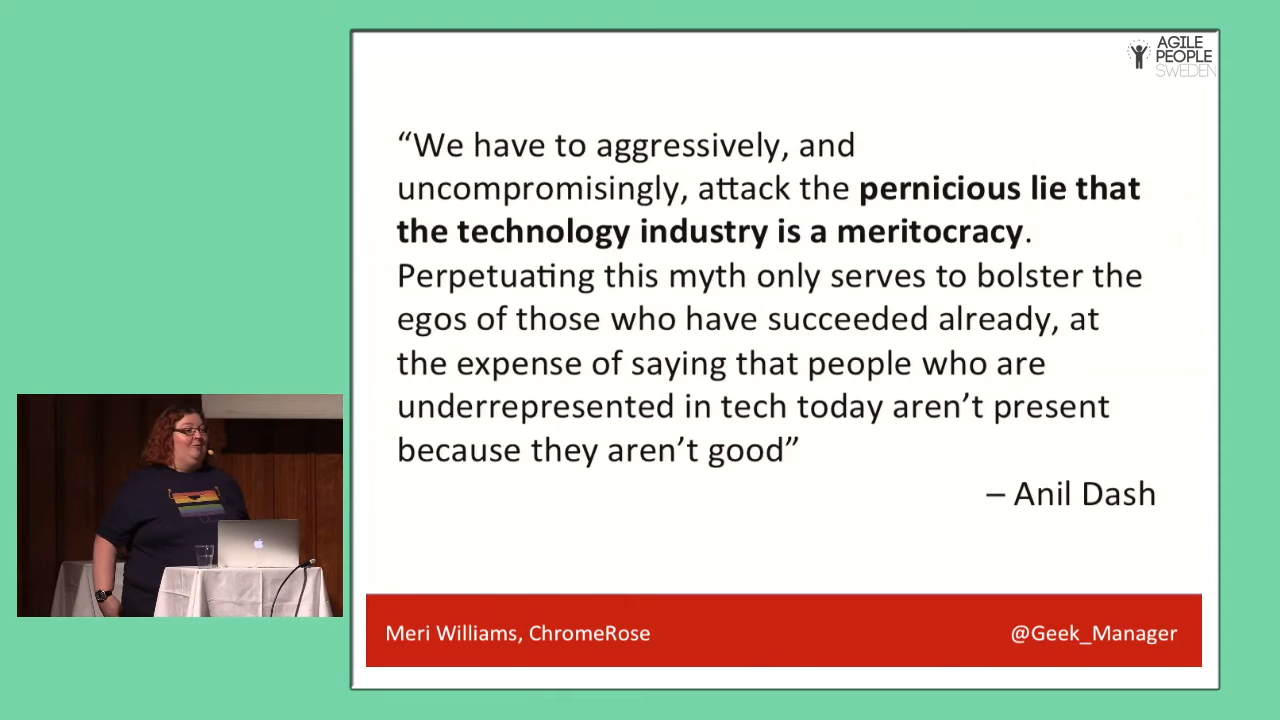 AGILE
PEOPLE
SWEDEN
“We have to aggressively, and
uncompromisingly, attack the pernicious lie that
the technology industry is a meritocracy.
Perpetuating this myth only serves to bolster the
egos of those who have succeeded already, at
the expense of saying that people who are
underrepresented in tech today aren’t present
because they aren’t good”
– Anil Dash
Meri Williams, ChromeRose
@Geek_Manager